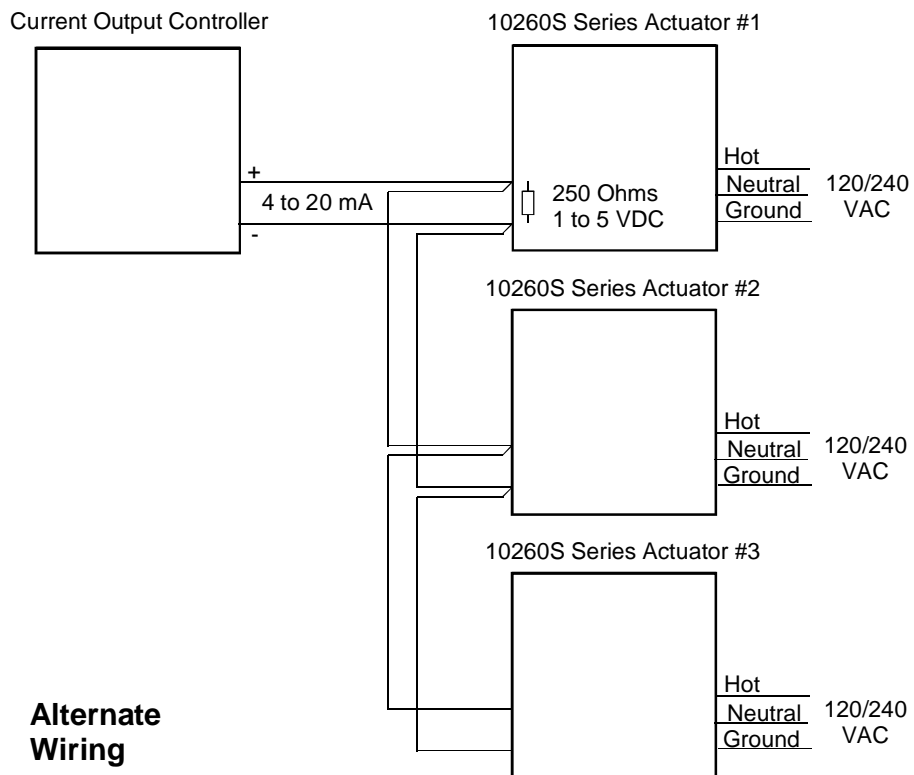 Current Output Controller
10260S Series Actuator #1
+
4 to 20 mA
-
250 Ohms
1 to 5 VDC
Hot
Neutral
Ground
120/240
VAC
10260S Series Actuator #2
Hot
Neutral
Ground
120/240
VAC
10260S Series Actuator #3
Hot
Neutral
Ground
120/240
VAC
Alternate
Wiring